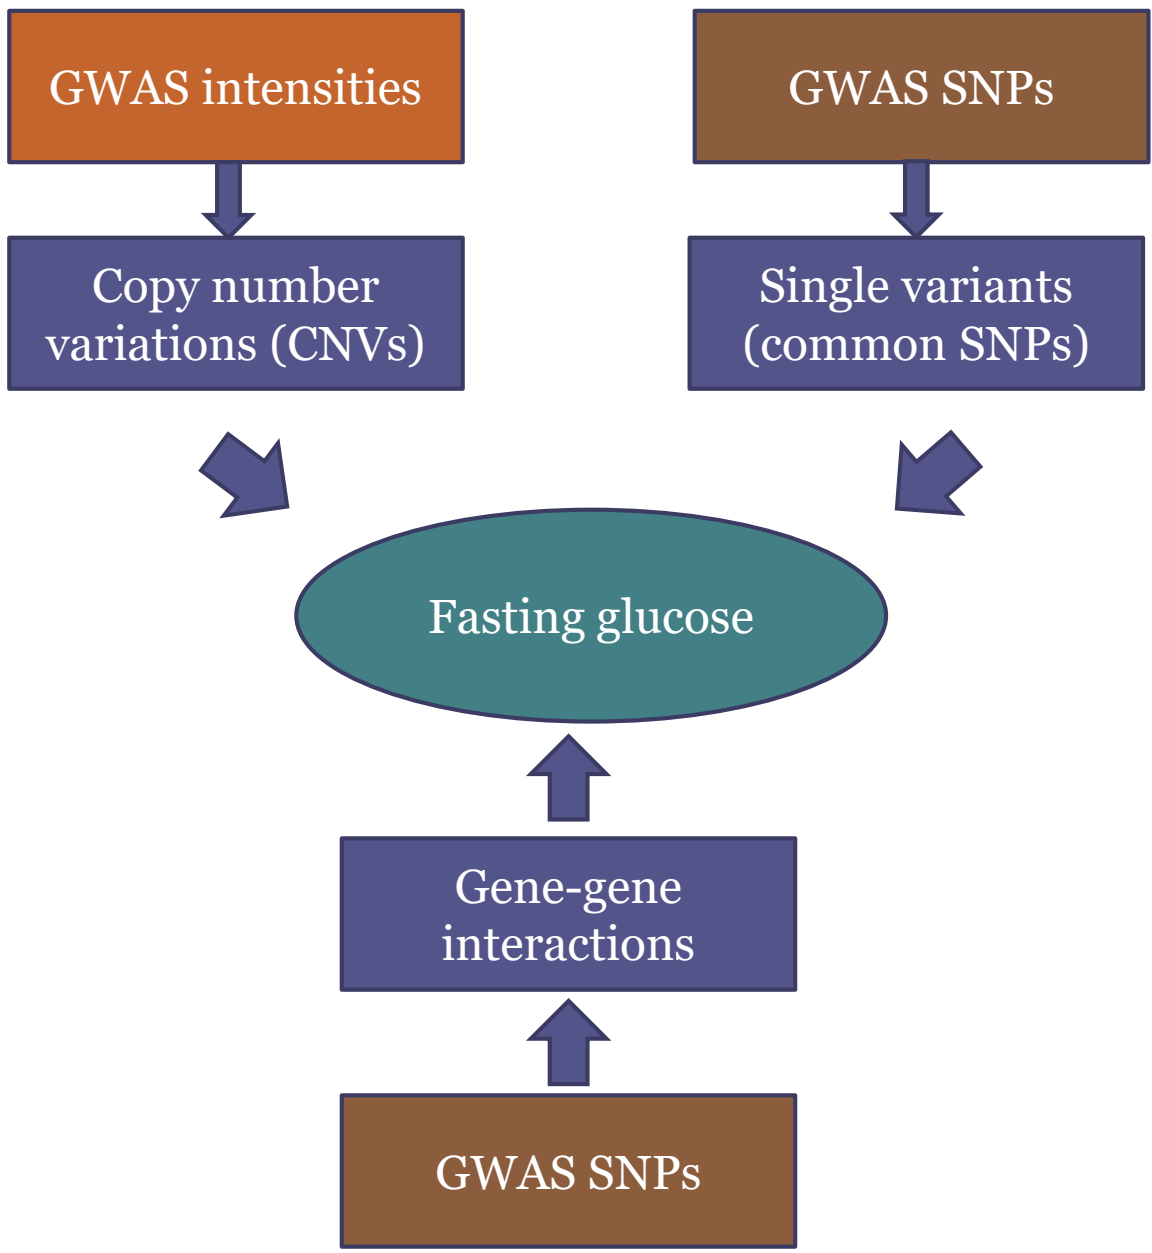 GWAS intensities
GWAS SNPs
Copy number
variations (CNVs)
Single variants
(common SNPs)
Fasting glucose
Gene-gene
interactions
GWAS SNPs